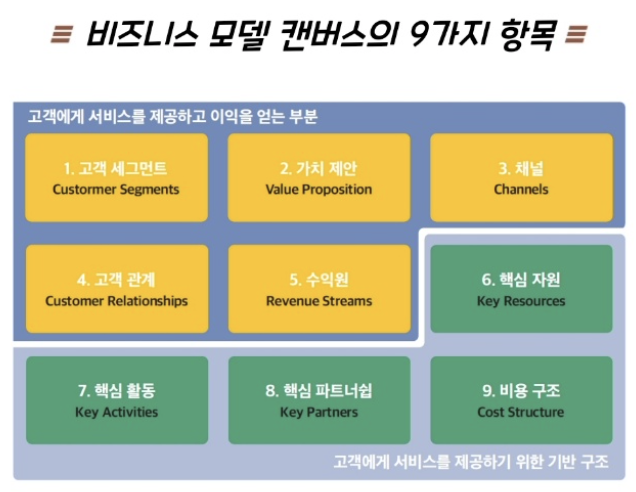 비즈니스 모델 캔버스의 9가지 항목
고객에게 서비스를 제공하고 이익을 얻는 부분
1. 고객 세그먼트
Custormer Segments
2. 가치 제안
Value Proposition
3. 채널
Channels
4. 고객 관계
Customer Relationships
5. 수익원
Revenue Streams
6. 핵심 자원
Key Resources
7. 핵심 활동
Key Activities
8. 핵심 파트너쉽
Key Partners
9. 비용 구조
Cost Structure
고객에게 서비스를 제공하기 위한 기반 구조